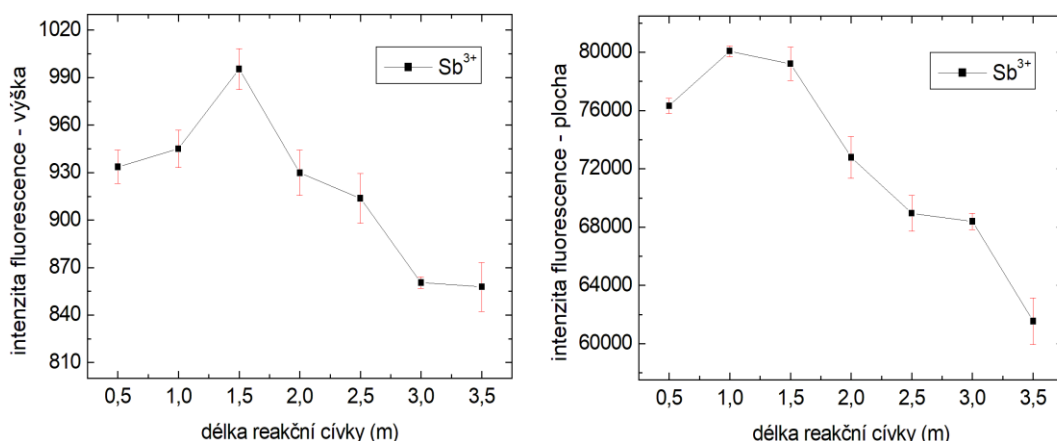 intenzita fluorescence - výška
1020
990
960
930
900
870
840
810
Sb³⁺
0,5 1,0 1,5 2,0 2,5 3,0 3,5
délka reakční cívky (m)
intenzita fluorescence - plocha
80000
76000
72000
68000
64000
60000
Sb³⁺
0,5 1,0 1,5 2,0 2,5 3,0 3,5
délka reakční cívky (m)